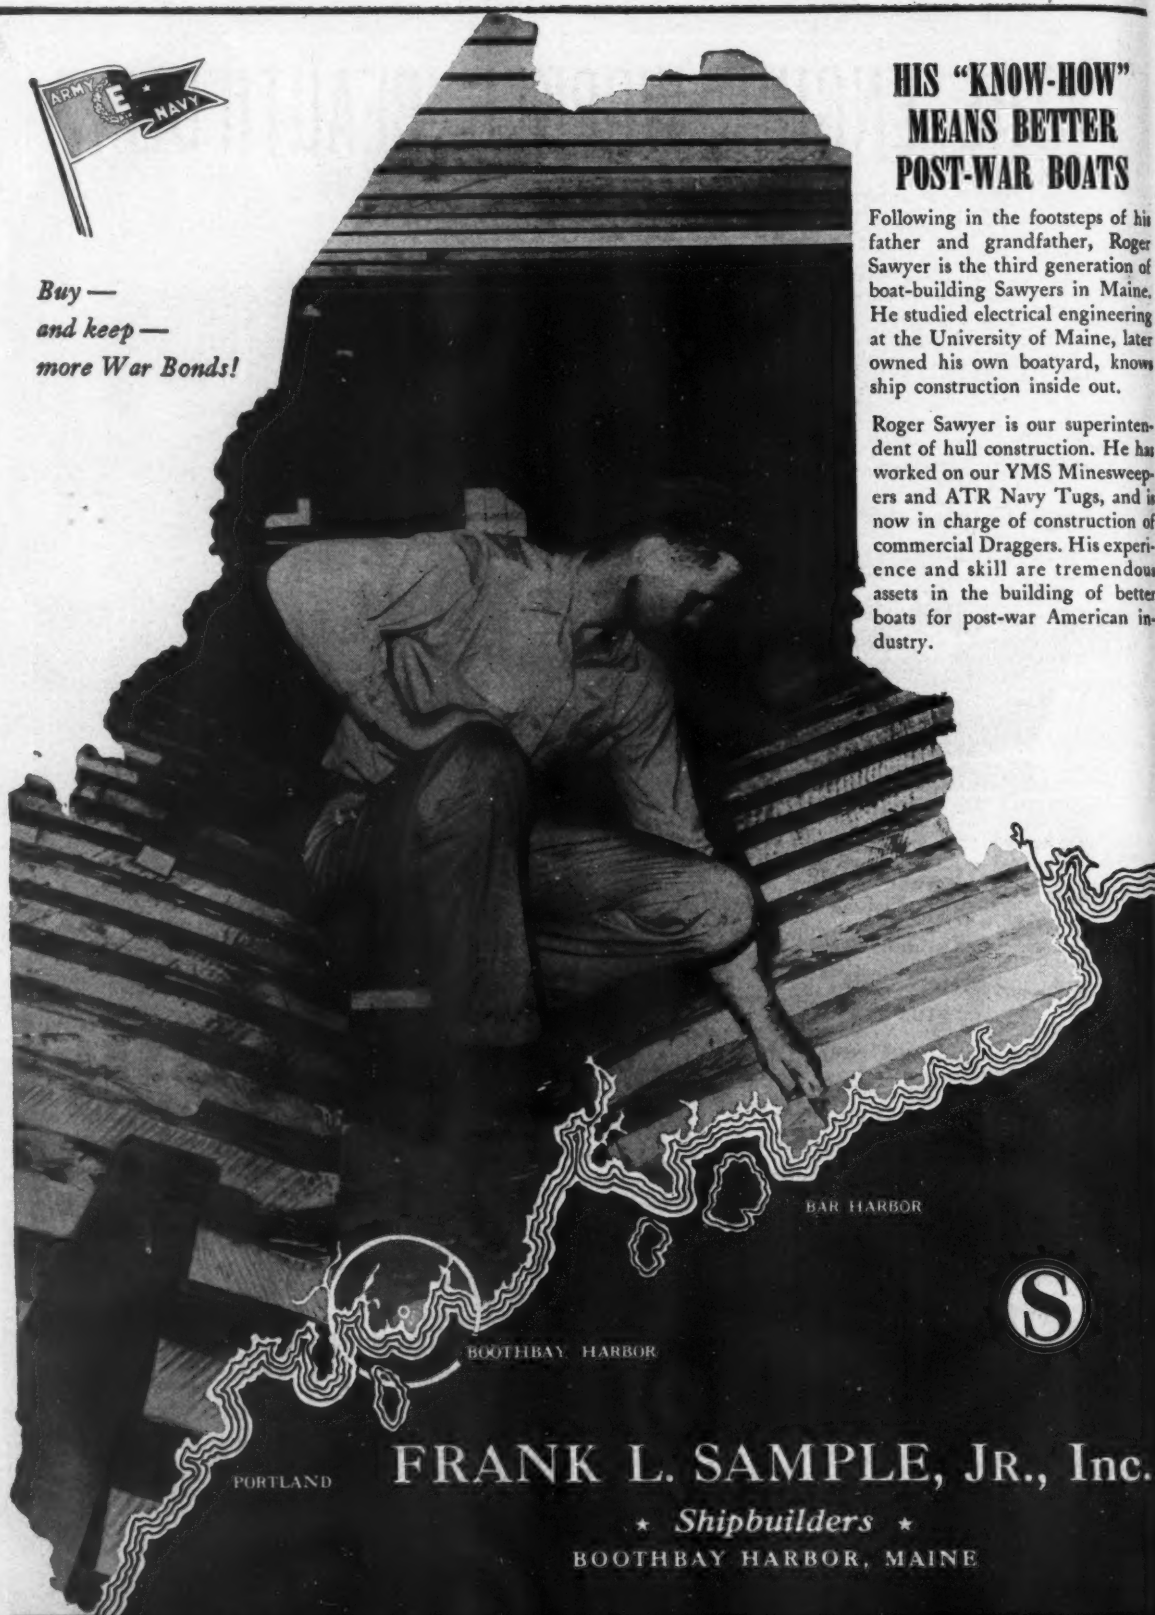 ARMY E NAVY
Buy —
and keep —
more War Bonds!
HIS “KNOW-HOW”
MEANS BETTER
POST-WAR BOATS
Following in the footsteps of his
father and grandfather, Roger
Sawyer is the third generation of
boat-building Sawyers in Maine.
He studied electrical engineering
at the University of Maine, later
owned his own boatyard, knows
ship construction inside out.
Roger Sawyer is our superinten-
dent of hull construction. He has
worked on our YMS Minesweep-
ers and ATR Navy Tugs, and is
now in charge of construction of
commercial Draggers. His experi-
ence and skill are tremendous
assets in the building of better
boats for post-war American in-
dustry.
BAR HARBOR
S
BOOTHBAY HARBOR
PORTLAND
FRANK L. SAMPLE, JR., Inc.
★ Shipbuilders ★
BOOTHBAY HARBOR, MAINE